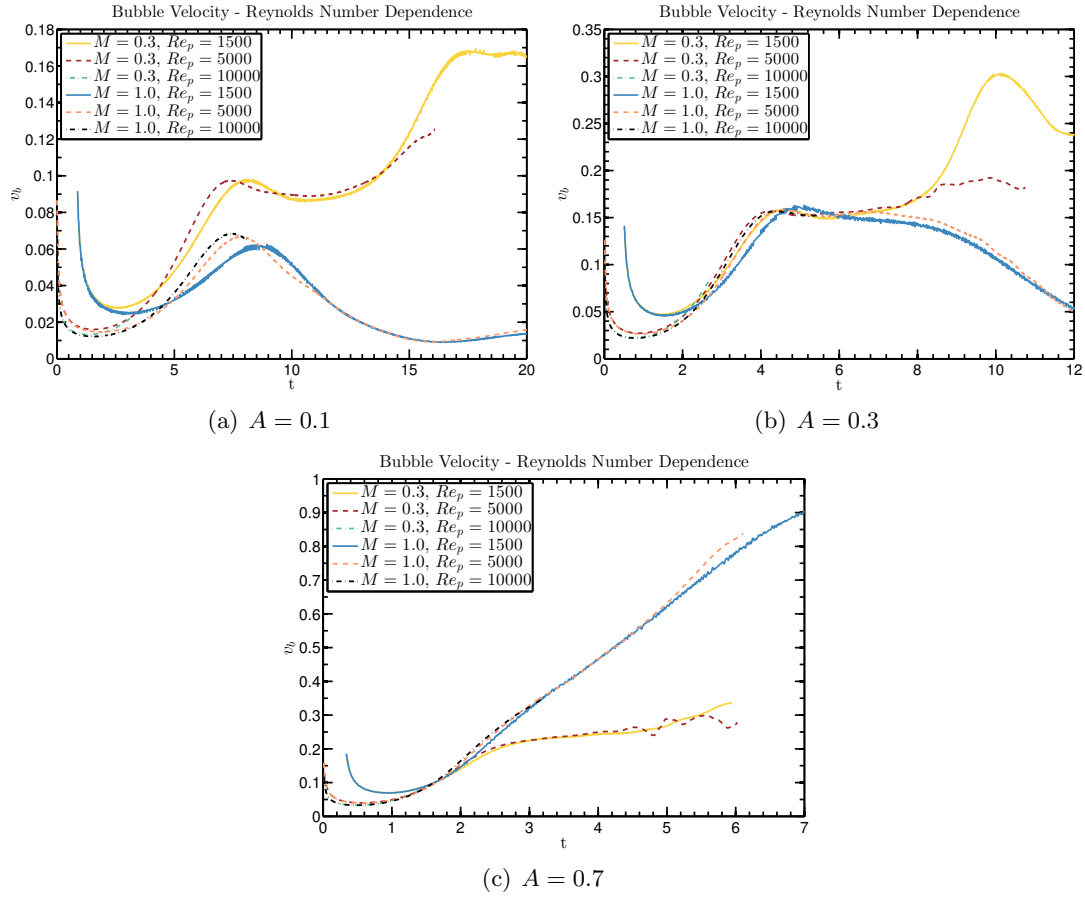 Bubble Velocity - Reynolds Number Dependence
0.18
0.16
0.14
0.12
0.1
0.08
0.06
0.04
0.02
0
v_b
M = 0.3, Re_p = 1500
M = 0.3, Re_p = 5000
M = 0.3, Re_p = 10000
M = 1.0, Re_p = 1500
M = 1.0, Re_p = 5000
M = 1.0, Re_p = 10000
0 5 10 15 20
t
(a) A = 0.1
Bubble Velocity - Reynolds Number Dependence
0.35
0.3
0.25
0.2
0.15
0.1
0.05
0
v_b
M = 0.3, Re_p = 1500
M = 0.3, Re_p = 5000
M = 0.3, Re_p = 10000
M = 1.0, Re_p = 1500
M = 1.0, Re_p = 5000
M = 1.0, Re_p = 10000
0 2 4 6 8 10 12
t
(b) A = 0.3
Bubble Velocity - Reynolds Number Dependence
1
0.9
0.8
0.7
0.6
0.5
0.4
0.3
0.2
0.1
0
v_b
M = 0.3, Re_p = 1500
M = 0.3, Re_p = 5000
M = 0.3, Re_p = 10000
M = 1.0, Re_p = 1500
M = 1.0, Re_p = 5000
M = 1.0, Re_p = 10000
0 1 2 3 4 5 6 7
t
(c) A = 0.7